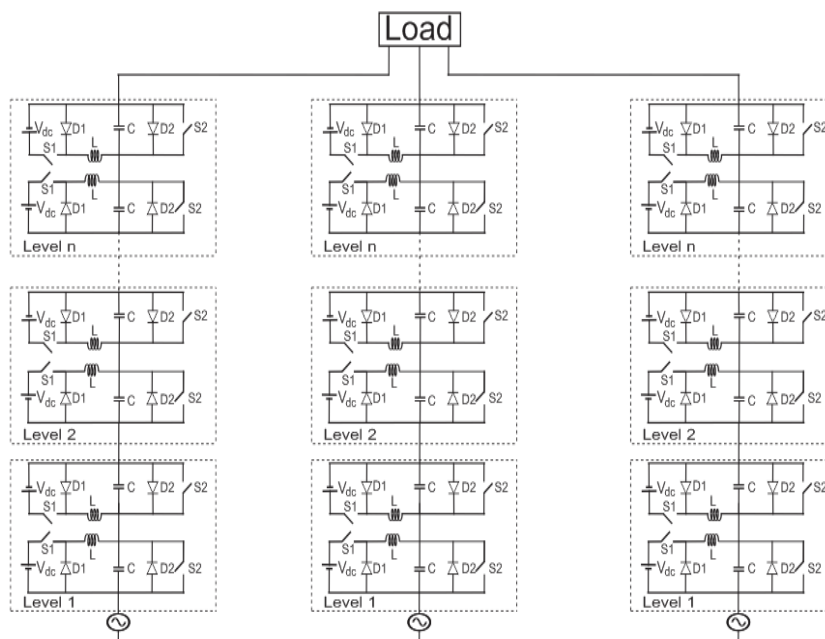 Load
Vdc D1 L C D2 S2
S1
S1 L
Vdc D1 C D2 S2
Level n
Vdc D1 L C D2 S2
S1
S1 L
Vdc D1 C D2 S2
Level n
Vdc D1 L C D2 S2
S1
S1 L
Vdc D1 C D2 S2
Level n
Vdc D1 L C D2 S2
S1
S1 L
Vdc D1 C D2 S2
Level 2
Vdc D1 L C D2 S2
S1
S1 L
Vdc D1 C D2 S2
Level 2
Vdc D1 L C D2 S2
S1
S1 L
Vdc D1 C D2 S2
Level 2
Vdc D1 L C D2 S2
S1
S1 L
Vdc D1 C D2 S2
Level 1
Vdc D1 L C D2 S2
S1
S1 L
Vdc D1 C D2 S2
Level 1
Vdc D1 L C D2 S2
S1
S1 L
Vdc D1 C D2 S2
Level 1